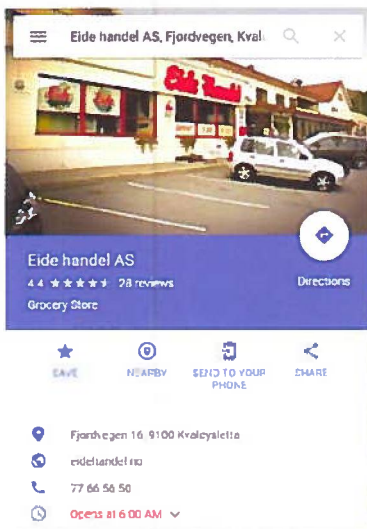 Eide handel AS, Fjordvegen, Kval
Eide Handel
Eide handel AS
4.4 28 reviews
Directions
Grocery Store
SAVE
NEARBY
SEND TO YOUR
PHONE
SHARE
Fjordvegen 16, 9100 Kvaløysletta
eidehandel.no
77 66 56 50
Opens at 6:00 AM